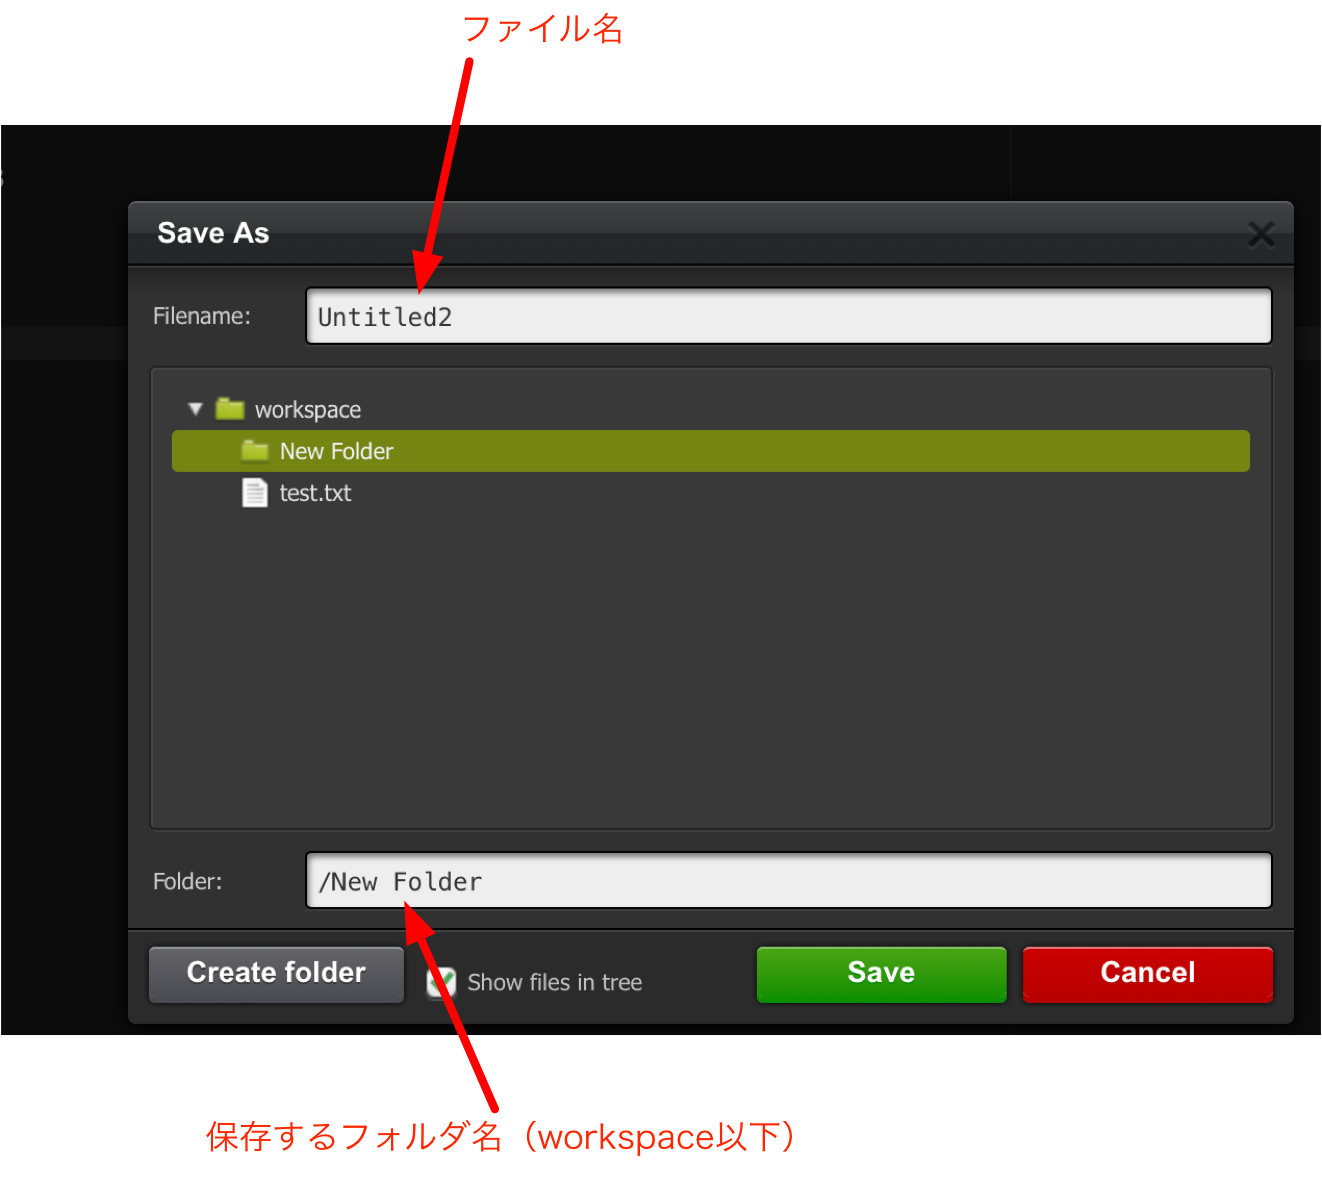 ファイル名
Save As
Filename:
Untitled2
workspace
New Folder
test.txt
Folder:
/New Folder
Create folder
Show files in tree
Save
Cancel
保存するフォルダ名（workspace以下）